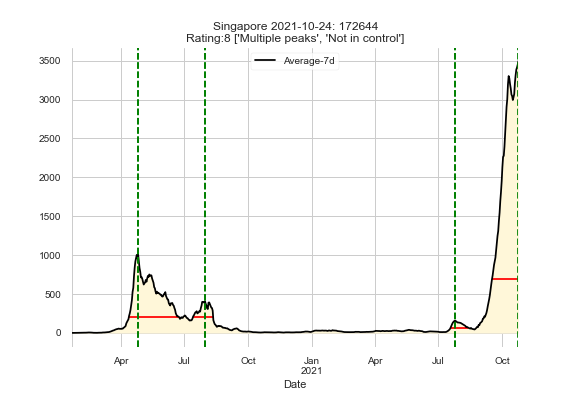 Singapore 2021-10-24: 172644
Rating:8 ['Multiple peaks', 'Not in control']
Average-7d
3500
3000
2500
2000
1500
1000
500
0
Apr Jul Oct Jan Apr Jul Oct
2021
Date